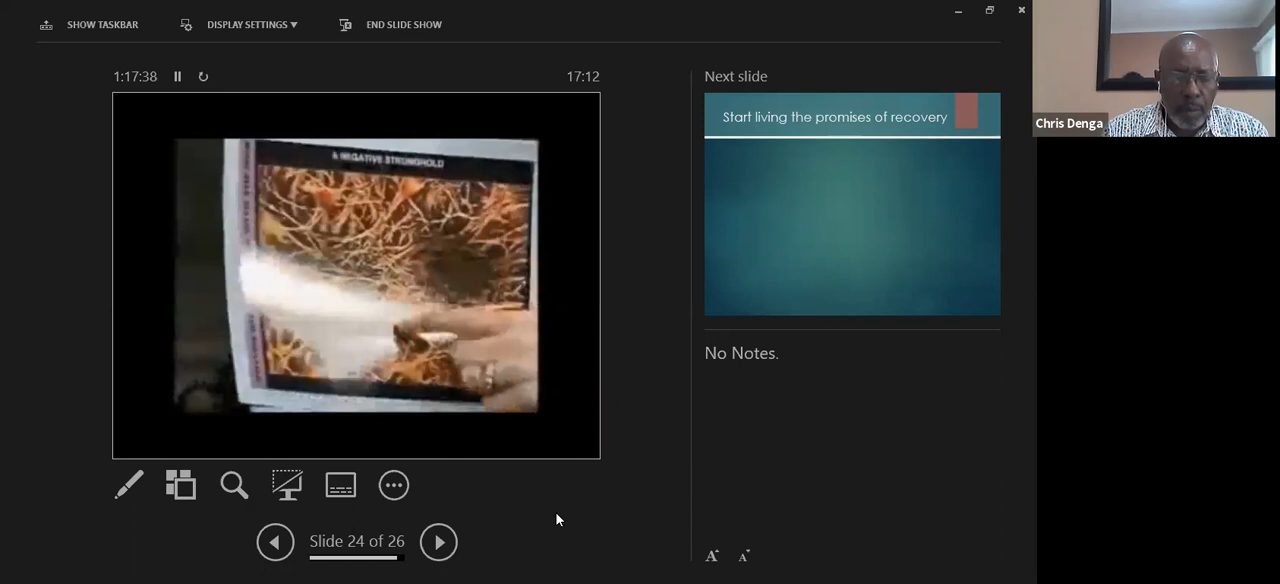 SHOW TASKBAR
DISPLAY SETTINGS ▼
END SLIDE SHOW
1:17:38
17:12
Next slide
A NEGATIVE STRONGHOLD
Start living the promises of recovery
Chris Denga
No Notes.
Slide 24 of 26
A
A